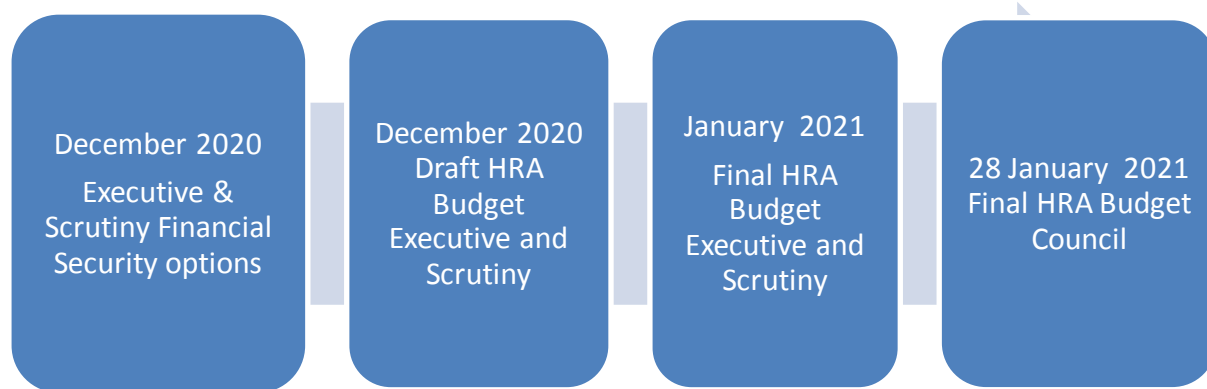 December 2020
Executive &
Scrutiny Financial
Security options
December 2020
Draft HRA
Budget
Executive and
Scrutiny
January 2021
Final HRA
Budget
Executive and
Scrutiny
28 January 2021
Final HRA Budget
Council